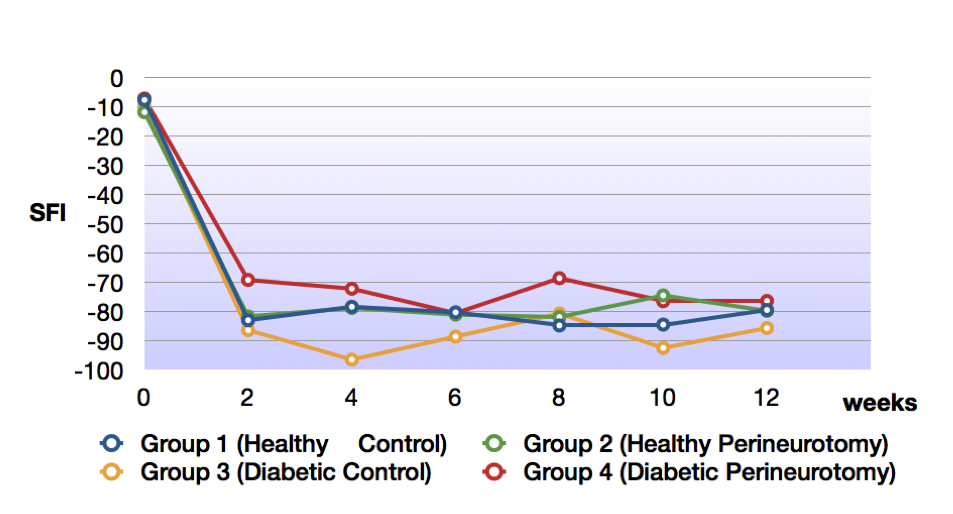 0
-10
-20
-30
-40
SFI
-50
-60
-70
-80
-90
-100
0 2 4 6 8 10 12 weeks
Group 1 (Healthy Control) Group 2 (Healthy Perineurotomy)
Group 3 (Diabetic Control) Group 4 (Diabetic Perineurotomy)